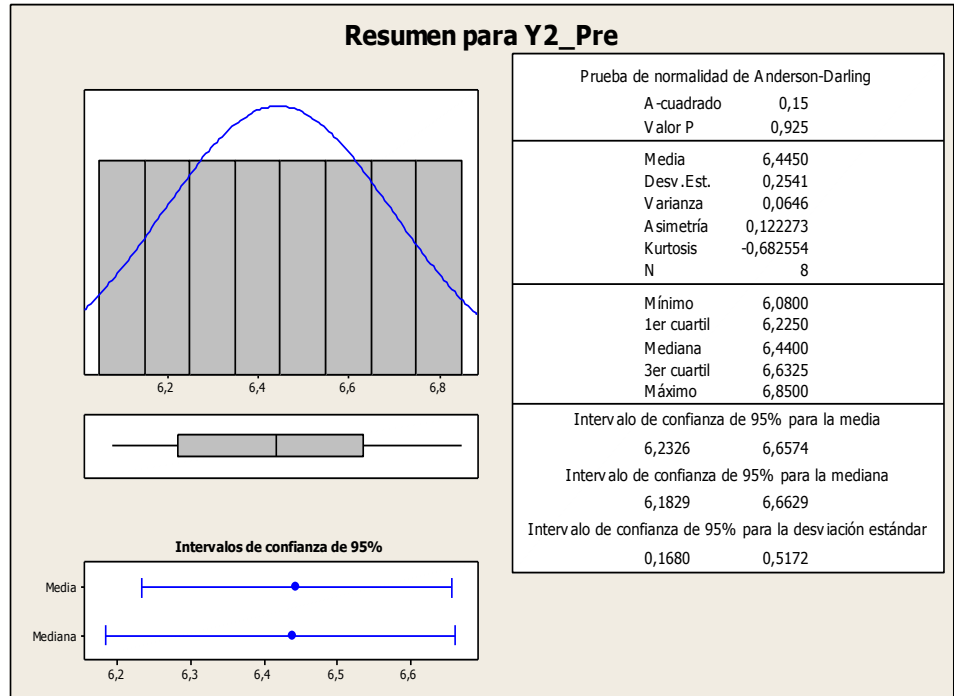 Resumen para Y2_Pre
6,2 6,4 6,6 6,8
Intervalos de confianza de 95%
Media
Mediana
6,2 6,3 6,4 6,5 6,6
Prueba de normalidad de Anderson-Darling
A-cuadrado 0,15
Valor P 0,925
Media 6,4450
Desv.Est. 0,2541
Varianza 0,0646
Asimetría 0,122273
Kurtosis -0,682554
N 8
Mínimo 6,0800
1er cuartil 6,2250
Mediana 6,4400
3er cuartil 6,6325
Máximo 6,8500
Intervalo de confianza de 95% para la media
6,2326 6,6574
Intervalo de confianza de 95% para la mediana
6,1829 6,6629
Intervalo de confianza de 95% para la desviación estándar
0,1680 0,5172